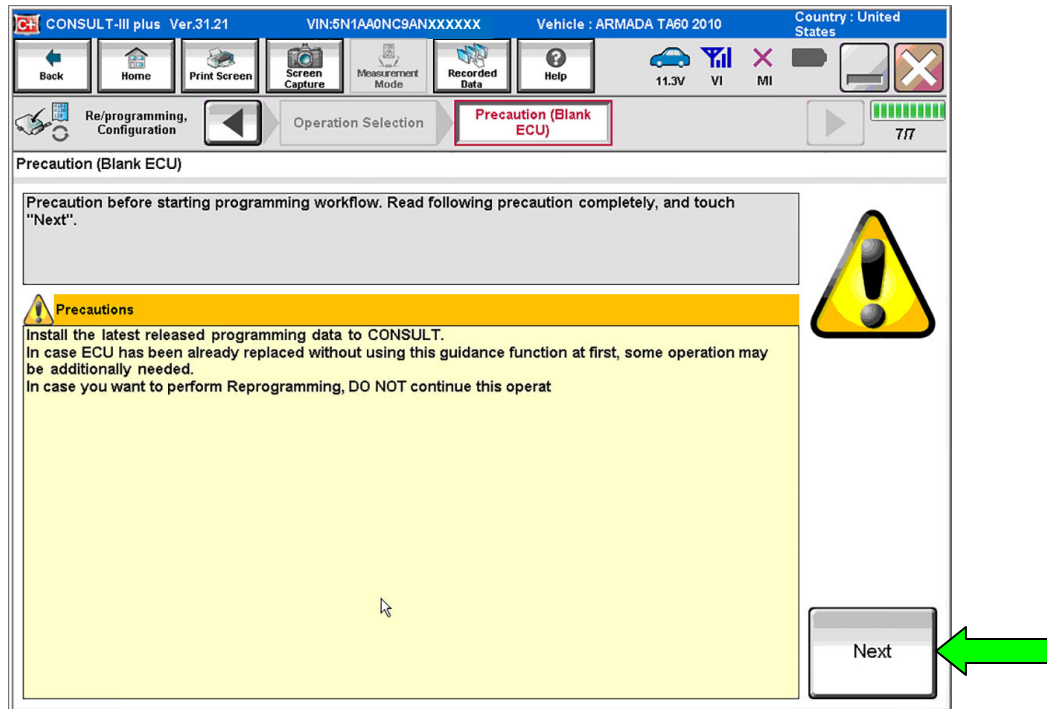 C+ CONSULT-III plus Ver.31.21 VIN:5N1AA0NC9ANXXXXXX Vehicle : ARMADA TA60 2010 Country : United
States
Back Home Print Screen Screen Capture Measurement Mode Recorded Data Help 11.3V VI MI
Re/programming, Configuration Operation Selection Precaution (Blank ECU) 7/7
Precaution (Blank ECU)
Precaution before starting programming workflow. Read following precaution completely, and touch
"Next".
Precautions
Install the latest released programming data to CONSULT.
In case ECU has been already replaced without using this guidance function at first, some operation may
be additionally needed.
In case you want to perform Reprogramming, DO NOT continue this operat
Next